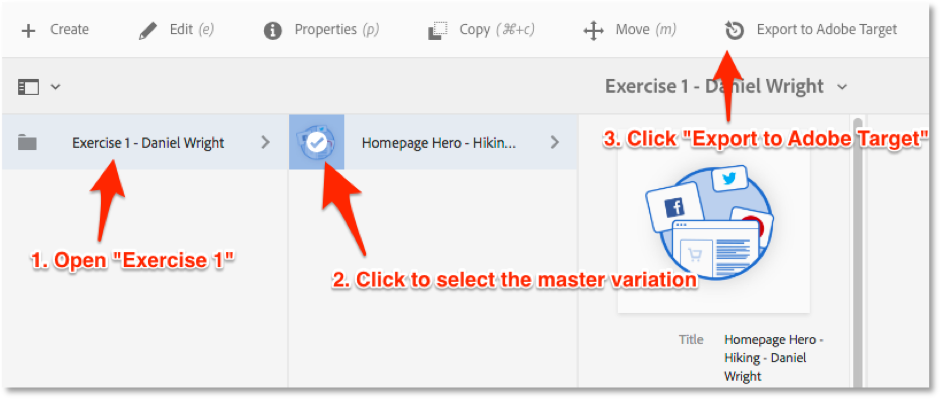 Create
Edit (e)
Properties (p)
Copy (⌘+c)
Move (m)
Export to Adobe Target
Exercise 1 - Daniel Wright
Exercise 1 - Daniel Wright
Homepage Hero - Hikin...
3. Click "Export to Adobe Target"
1. Open "Exercise 1"
2. Click to select the master variation
Title
Homepage Hero -
Hiking - Daniel
Wright